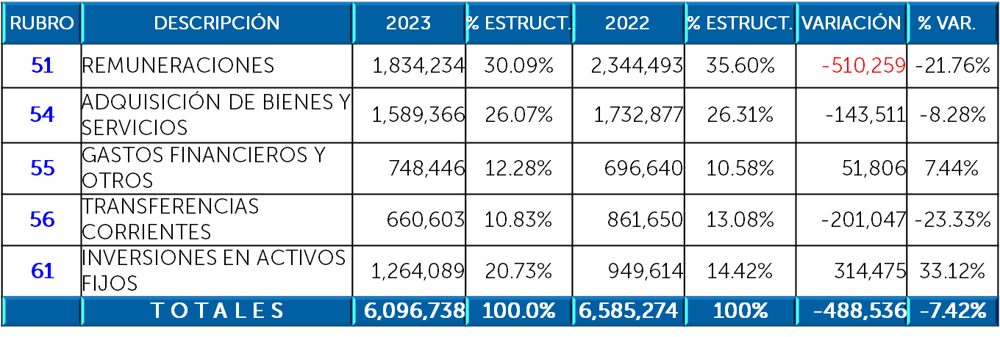 RUBRO DESCRIPCIÓN 2023 % ESTRUCT. 2022 % ESTRUCT. VARIACIÓN % VAR.
51 REMUNERACIONES 1,834,234 30.09% 2,344,493 35.60% -510,259 -21.76%
ADQUISICIÓN DE BIENES Y
54 SERVICIOS 1,589,366 26.07% 1,732,877 26.31% -143,511 -8.28%
GASTOS FINANCIEROS Y
55 OTROS 748,446 12.28% 696,640 10.58% 51,806 7.44%
TRANSFERENCIAS
56 CORRIENTES 660,603 10.83% 861,650 13.08% -201,047 -23.33%
INVERSIONES EN ACTIVOS
61 FIJOS 1,264,089 20.73% 949,614 14.42% 314,475 33.12%
T O T A L E S 6,096,738 100.0% 6,585,274 100% -488,536 -7.42%